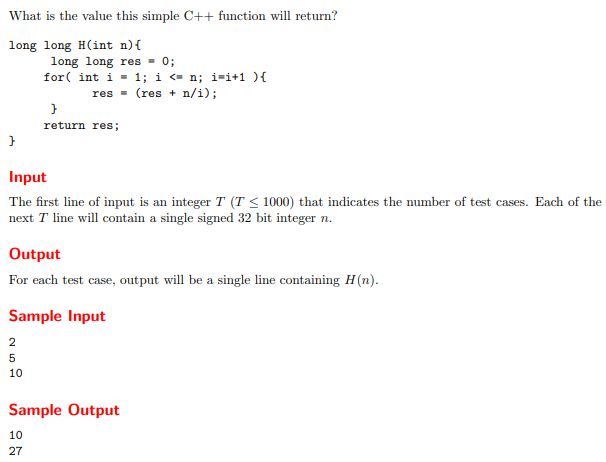 What is the value this simple C++ function will return?
long long H(int n){
long long res = 0;
for( int i = 1; i <= n; i=i+1 ){
res = (res + n/i);
}
return res;
}
Input
The first line of input is an integer T (T ≤ 1000) that indicates the number of test cases. Each of the
next T line will contain a single signed 32 bit integer n.
Output
For each test case, output will be a single line containing H(n).
Sample Input
2
5
10
Sample Output
10
27